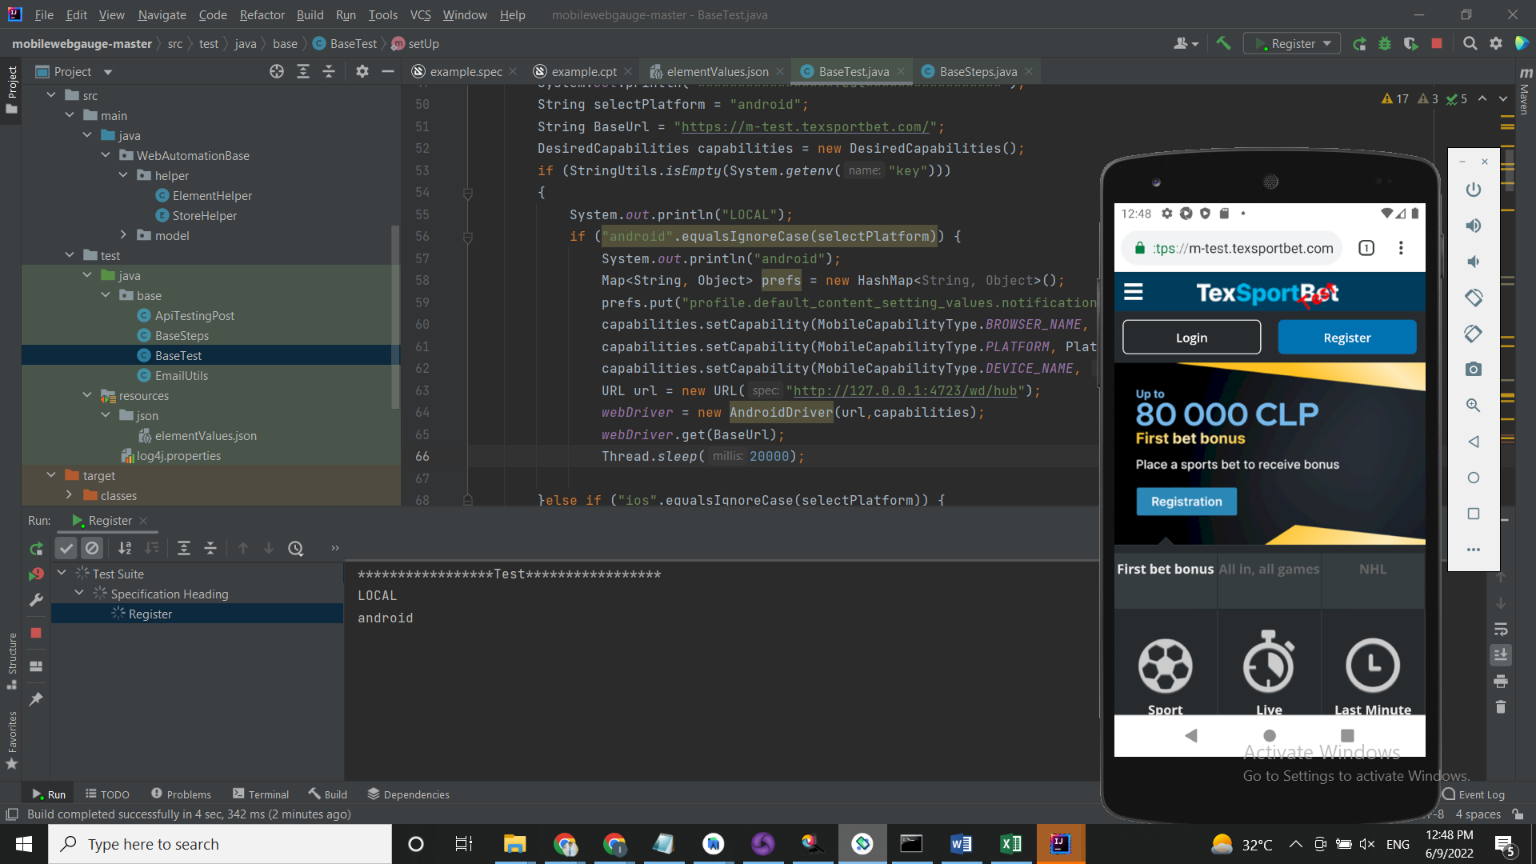 File Edit View Navigate Code Refactor Build Run Tools VCS Window Help mobilewebgauge-master - BaseTest.java
mobilewebgauge-master src test java base BaseTest setUp Register
Project example.spec example.cpt elementValues.json BaseTest.java BaseSteps.java
Project
Maven
src
main
java
WebAutomationBase
helper
ElementHelper
StoreHelper
model
test
java
base
ApiTestingPost
BaseSteps
BaseTest
EmailUtils
resources
json
elementValues.json
log4j.properties
target
classes
17 3 5
50 String selectPlatform = "android";
51 String BaseUrl = "https://m-test.texsportbet.com/";
52 DesiredCapabilities capabilities = new DesiredCapabilities();
53 if (StringUtils.isEmpty(System.getenv( name: "key")))
54 {
55 System.out.println("LOCAL");
56 if ("android".equalsIgnoreCase(selectPlatform)) {
57 System.out.println("android");
58 Map<String, Object> prefs = new HashMap<String, Object>();
59 prefs.put("profile.default_content_setting_values.notification
60 capabilities.setCapability(MobileCapabilityType.BROWSER_NAME,
61 capabilities.setCapability(MobileCapabilityType.PLATFORM, Plat
62 capabilities.setCapability(MobileCapabilityType.DEVICE_NAME,
63 URL url = new URL( spec: "http://127.0.0.1:4723/wd/hub");
64 webDriver = new AndroidDriver(url,capabilities);
65 webDriver.get(BaseUrl);
66 Thread.sleep( millis: 20000);
67
68 }else if ("ios".equalsIgnoreCase(selectPlatform)) {
12:48
:tps://m-test.texsportbet.com 1
TexSportBet
Test
Login Register
Up to
80 000 CLP
First bet bonus
Place a sports bet to receive bonus
Registration
First bet bonus All in, all games NHL
Sport Live Last Minute
Run: Register
Test Suite
Specification Heading
Register
*****************Test*****************
LOCAL
android
Structure
Favorites
Activate Windows
Go to Settings to activate Windows.
Run TODO Problems Terminal Build Dependencies Event Log
Build completed successfully in 4 sec, 342 ms (2 minutes ago) F-8 4 spaces
Type here to search 32°C ENG 12:48 PM
6/9/2022 5